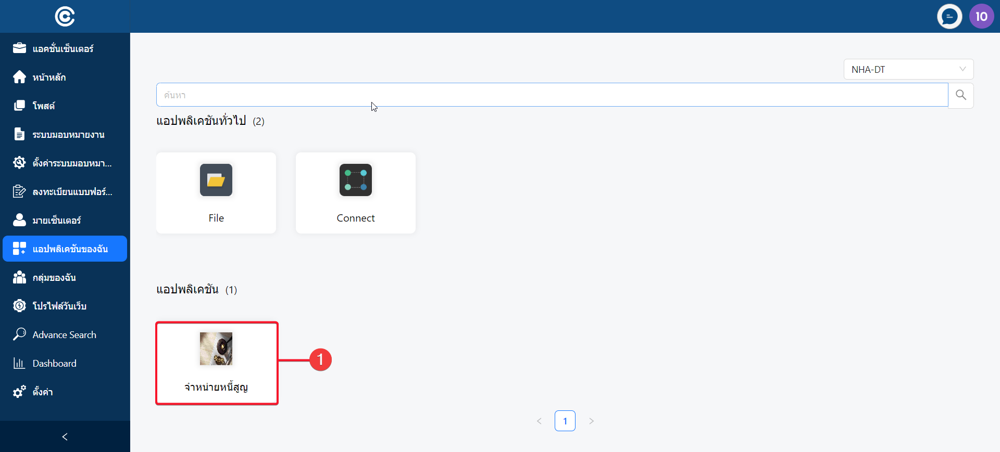 10
แอคชั่นเซ็นเตอร์
หน้าหลัก
โพสต์
ระบบมอบหมายงาน
ตั้งค่าระบบมอบหมา...
ลงทะเบียนแบบฟอร์...
มายเซ็นเตอร์
แอปพลิเคชันของฉัน
กลุ่มของฉัน
โปรไฟล์วันเว็บ
Advance Search
Dashboard
ตั้งค่า
NHA-DT
ค้นหา
แอปพลิเคชันทั่วไป (2)
File
Connect
แอปพลิเคชัน (1)
จำหน่ายหนี้สูญ
1
1